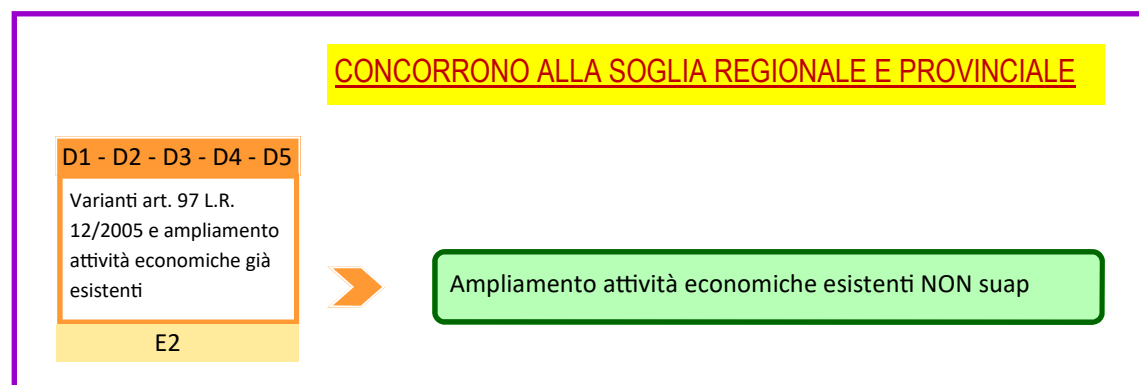 CONCORRONO ALLA SOGLIA REGIONALE E PROVINCIALE
D1 - D2 - D3 - D4 - D5
Varianti art. 97 L.R.
12/2005 e ampliamento
attività economiche già
esistenti
Ampliamento attività economiche esistenti NON suap
E2